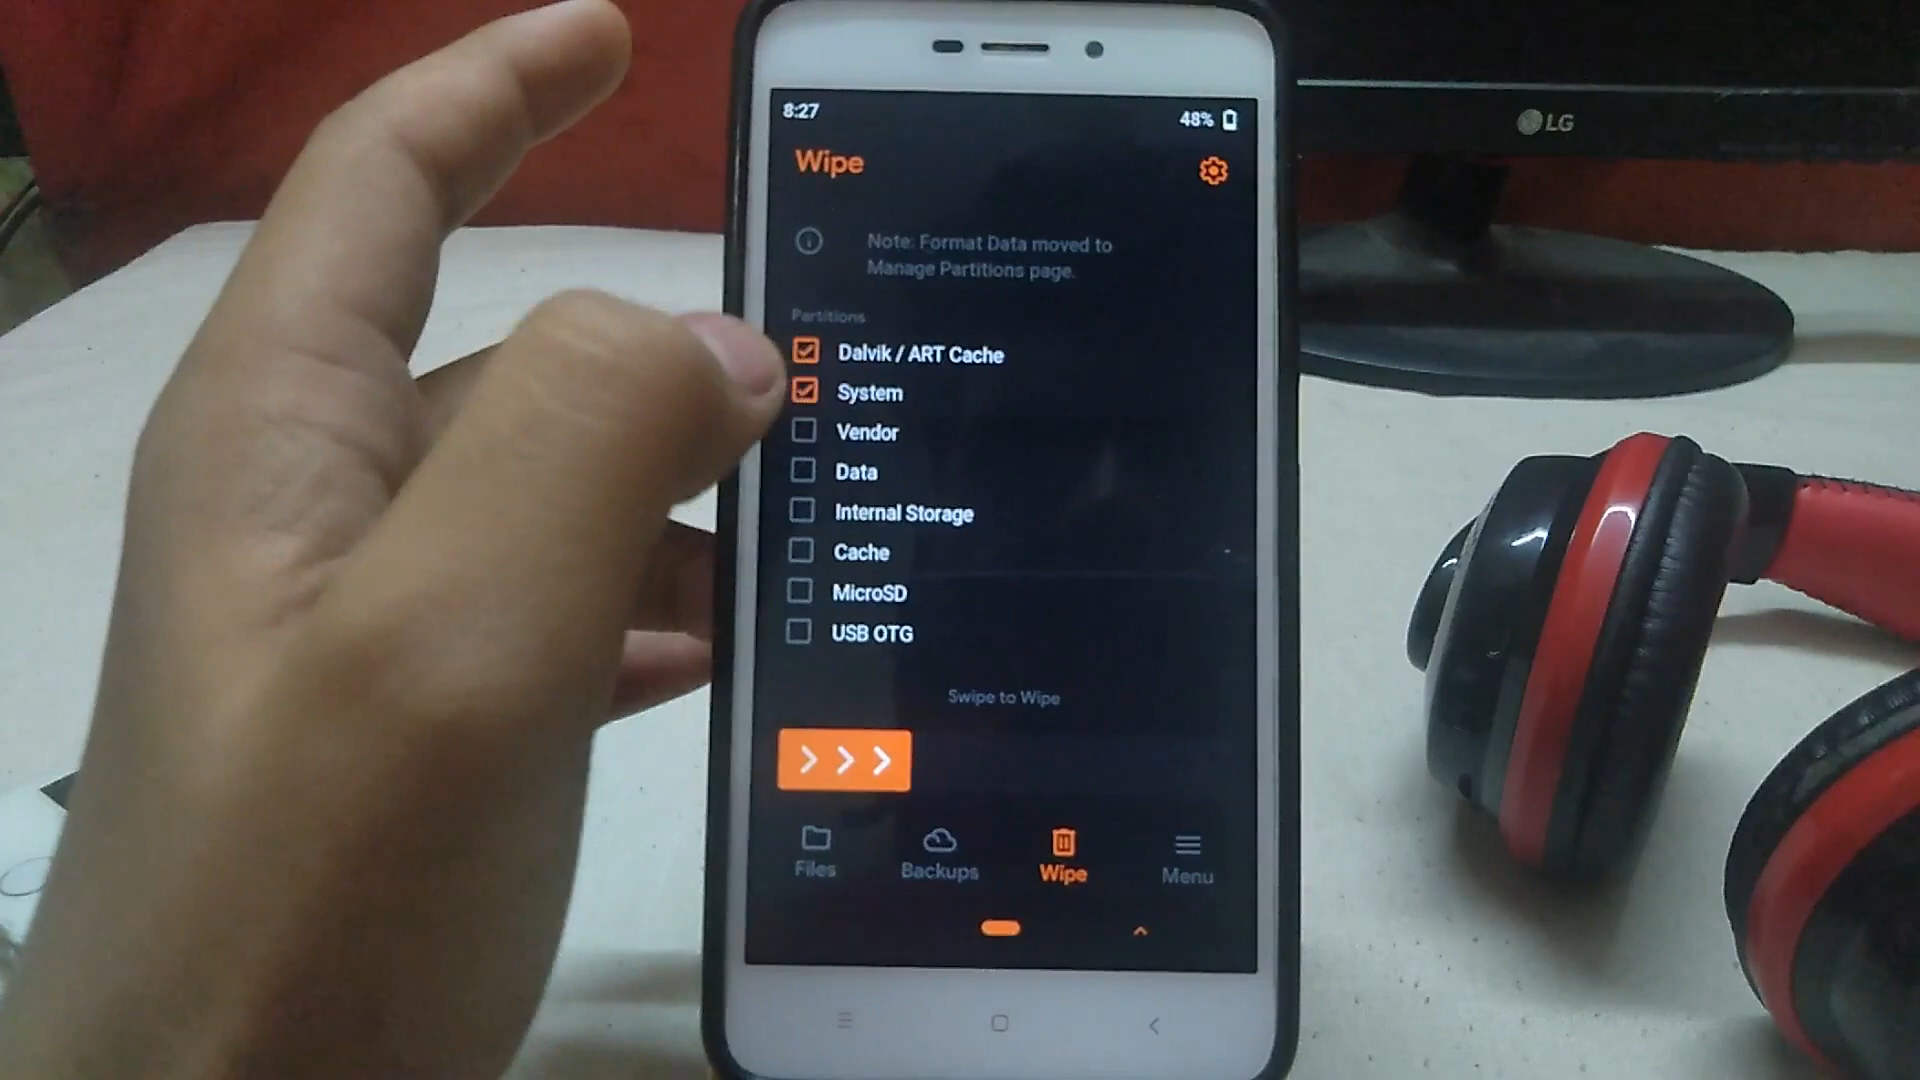 8:27
48%
LG
Wipe
Note: Format Data moved to
Manage Partitions page.
Partitions
Dalvik / ART Cache
System
Vendor
Data
Internal Storage
Cache
MicroSD
USB OTG
Swipe to Wipe
Files
Backups
Wipe
Menu